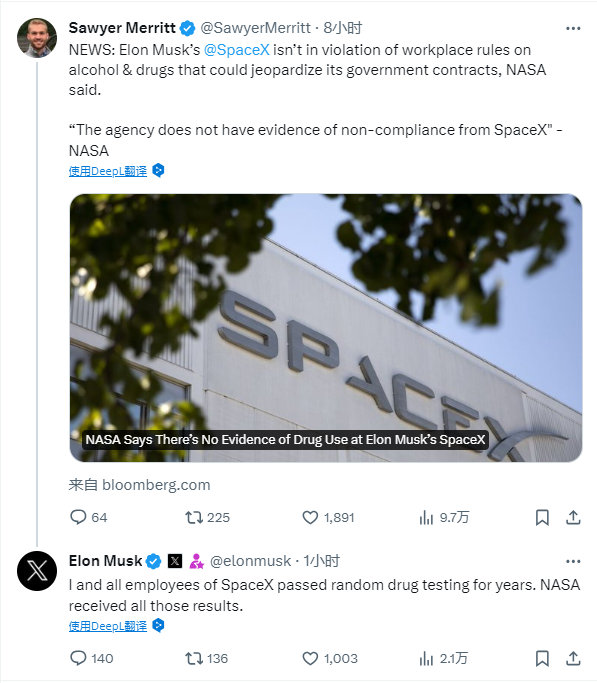 Sawyer Merritt @SawyerMerritt · 8小时
NEWS: Elon Musk’s @SpaceX isn’t in violation of workplace rules on
alcohol & drugs that could jeopardize its government contracts, NASA
said.
“The agency does not have evidence of non-compliance from SpaceX" -
NASA
使用DeepL翻译
SPACEX
NASA Says There’s No Evidence of Drug Use at Elon Musk’s SpaceX
来自 bloomberg.com
64 225 1,891 9.7万
X
Elon Musk X @elonmusk · 1小时
I and all employees of SpaceX passed random drug testing for years. NASA
received all those results.
使用DeepL翻译
140 136 1,003 2.1万